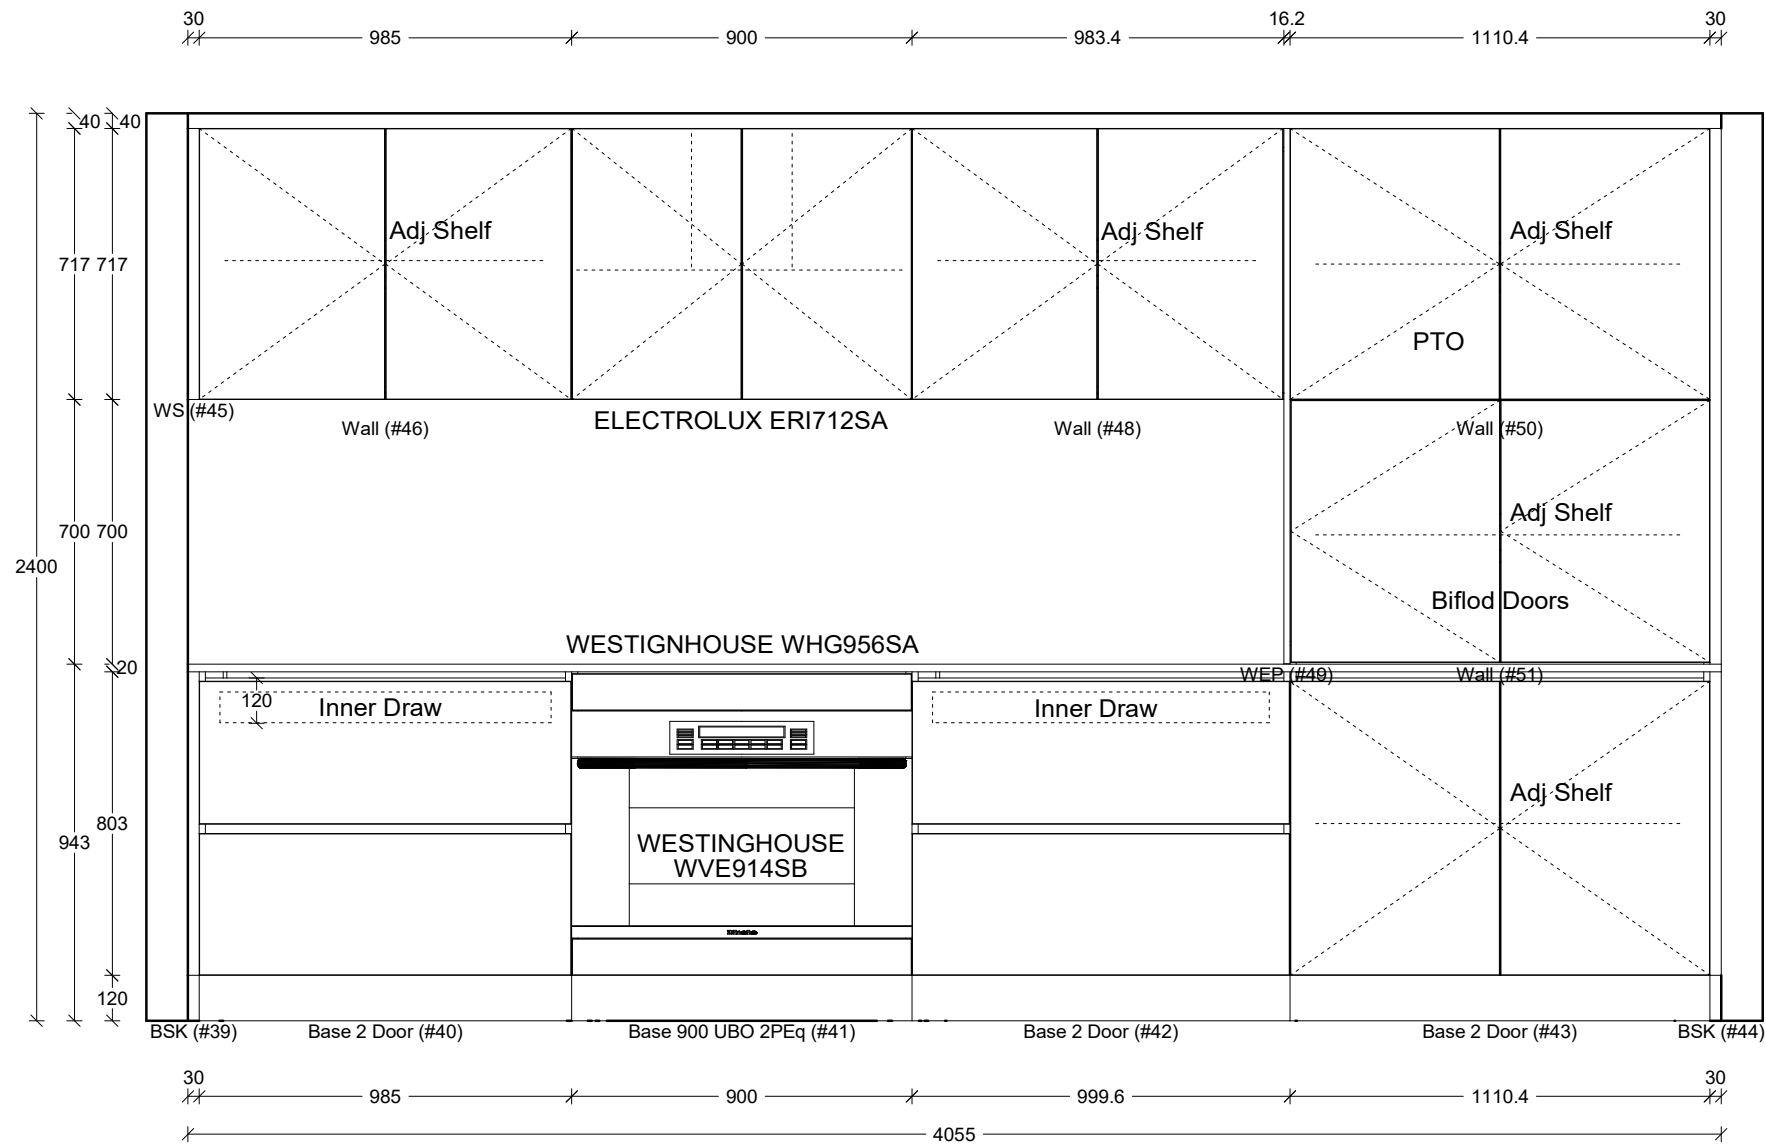 30
16.2
30
985
900
983.4
1110.4
40
40
Adj Shelf
Adj Shelf
Adj Shelf
717
717
PTO
WS (#45)
ELECTROLUX ERI712SA
Wall (#46)
Wall (#48)
Wall (#50)
Adj Shelf
700
700
2400
Biflod Doors
WESTIGNHOUSE WHG956SA
20
WEP (#49)
Wall (#51)
120
Inner Draw
Inner Draw
Adj Shelf
803
943
WESTINGHOUSE
WVE914SB
120
BSK (#39)
Base 2 Door (#40)
Base 900 UBO 2PEq (#41)
Base 2 Door (#42)
Base 2 Door (#43)
BSK (#44)
30
30
985
900
999.6
1110.4
4055